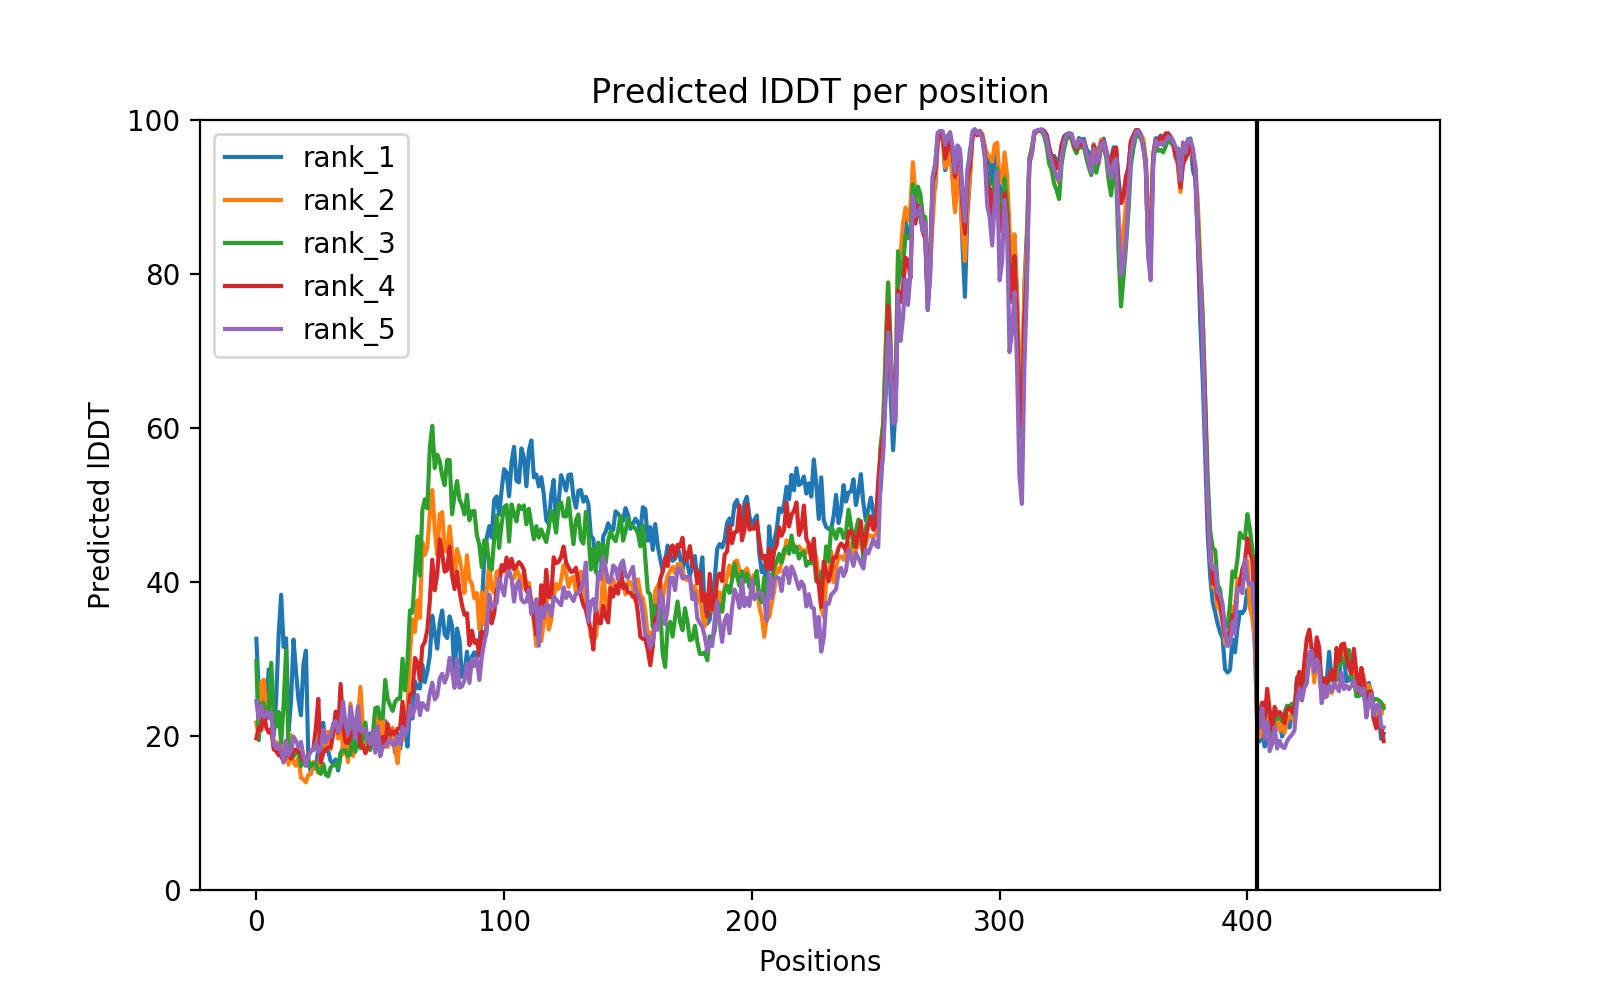 Predicted lDDT per position
100
80
60
40
20
0
Predicted lDDT
rank_1
rank_2
rank_3
rank_4
rank_5
0 100 200 300 400
Positions